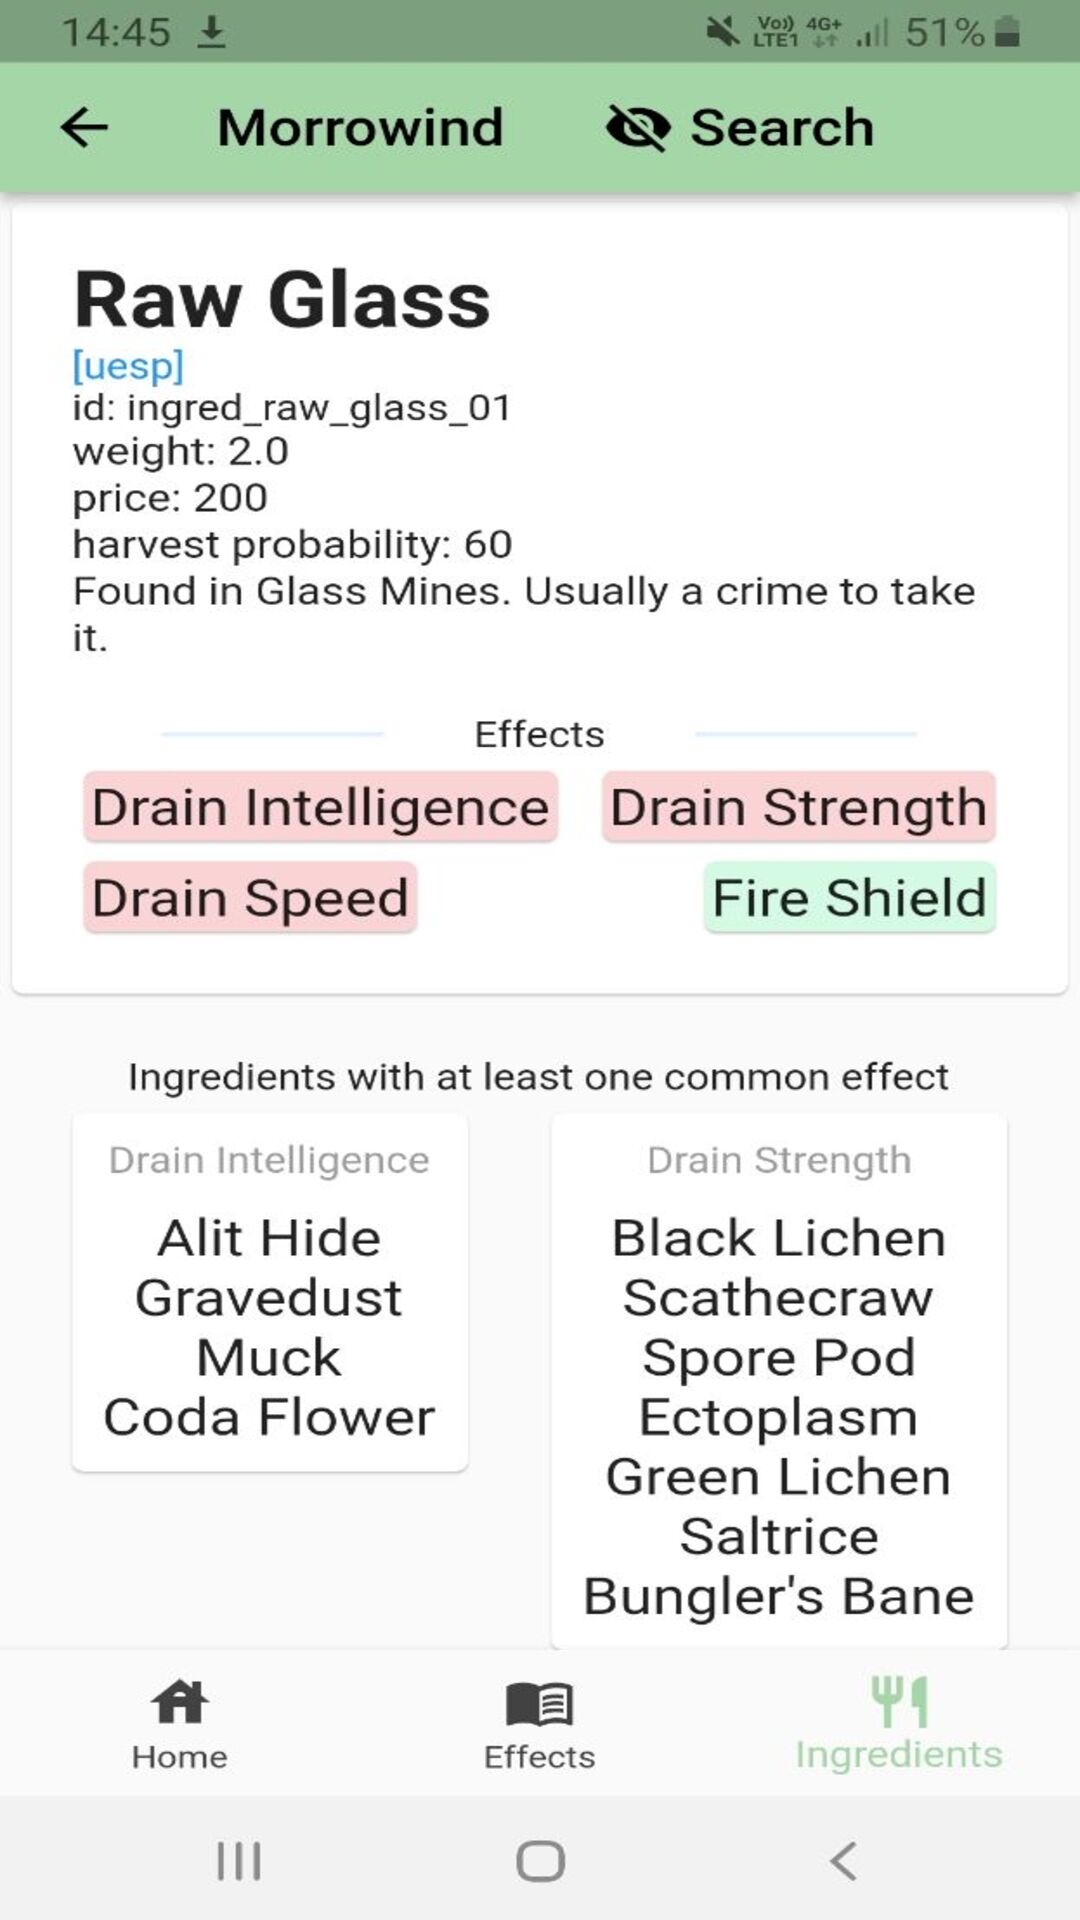 14:45 Vo)) LTE1 4G+ 51%
Morrowind Search
Raw Glass
[uesp]
id: ingred_raw_glass_01
weight: 2.0
price: 200
harvest probability: 60
Found in Glass Mines. Usually a crime to take
it.
Effects
Drain Intelligence Drain Strength
Drain Speed Fire Shield
Ingredients with at least one common effect
Drain Intelligence
Alit Hide
Gravedust
Muck
Coda Flower
Drain Strength
Black Lichen
Scathecraw
Spore Pod
Ectoplasm
Green Lichen
Saltrice
Bungler's Bane
Home Effects Ingredients